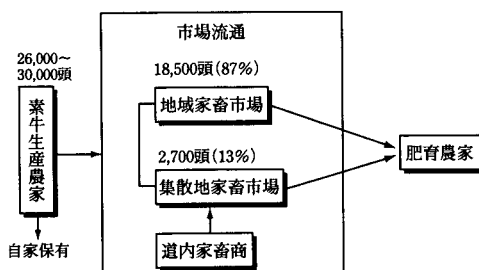 市場流通
26,000～
30,000頭
素牛生産農家
自家保有
18,500頭(87%)
地域家畜市場
2,700頭(13%)
集散地家畜市場
道内家畜商
肥育農家